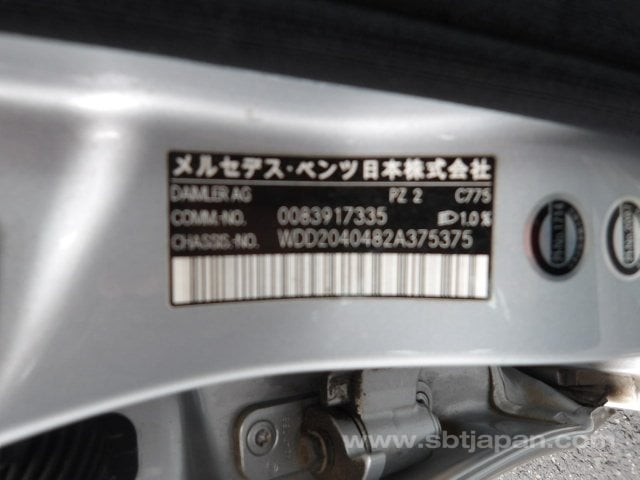 メルセデス・ベンツ日本株式会社
DAIMLER AG PZ 2 C775
COMM.-NO. 0083917335 1.0%
CHASSIS-NO. WDD2040482A375375
www.sbtjapan.com